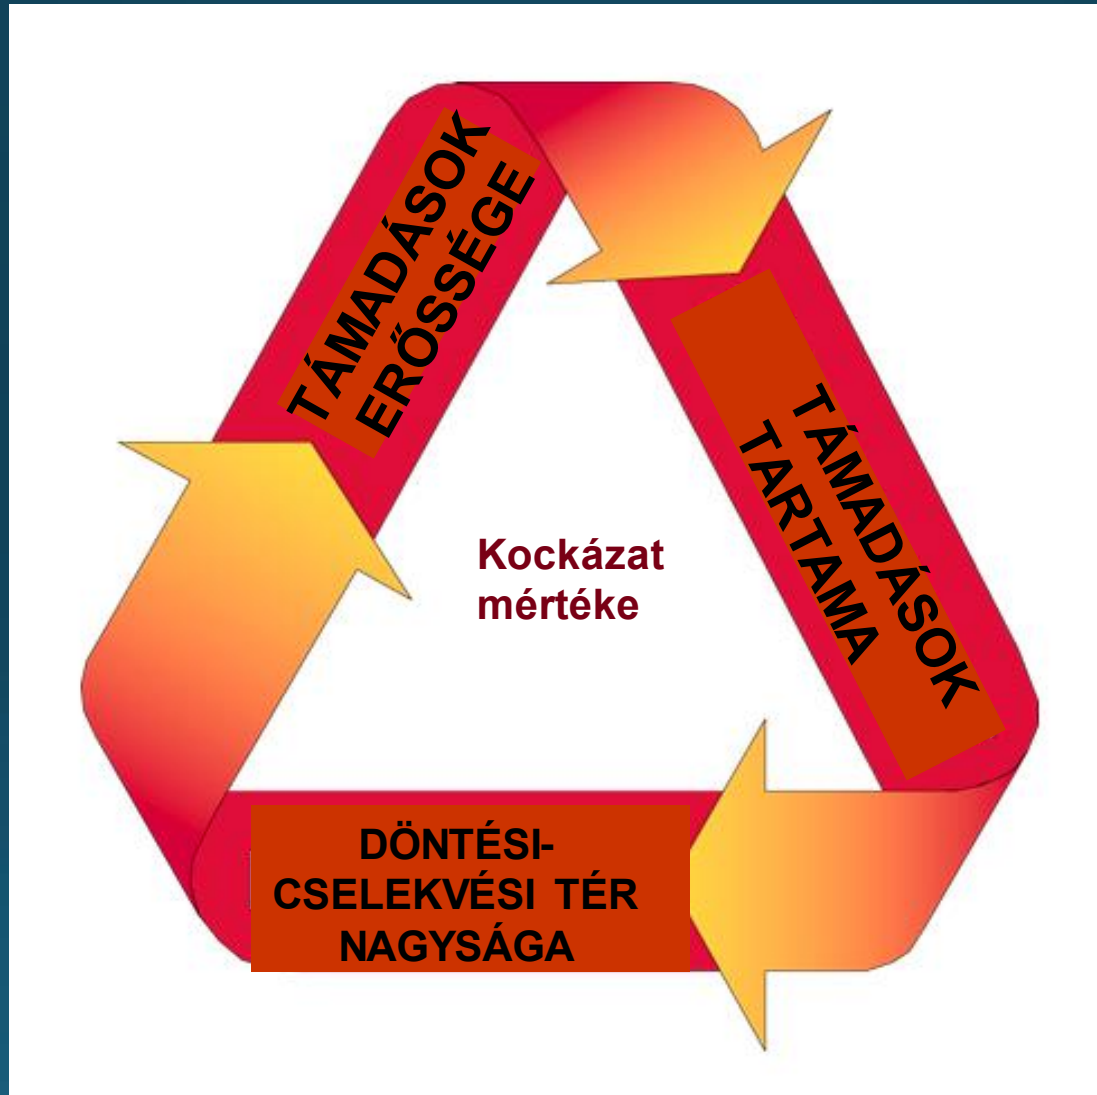 TÁMADÁSOK
ERŐSSÉGE
TÁMADÁSOK
TARTAMA
Kockázat
mértéke
DÖNTÉSI-
CSELEKVÉSI TÉR
NAGYSÁGA